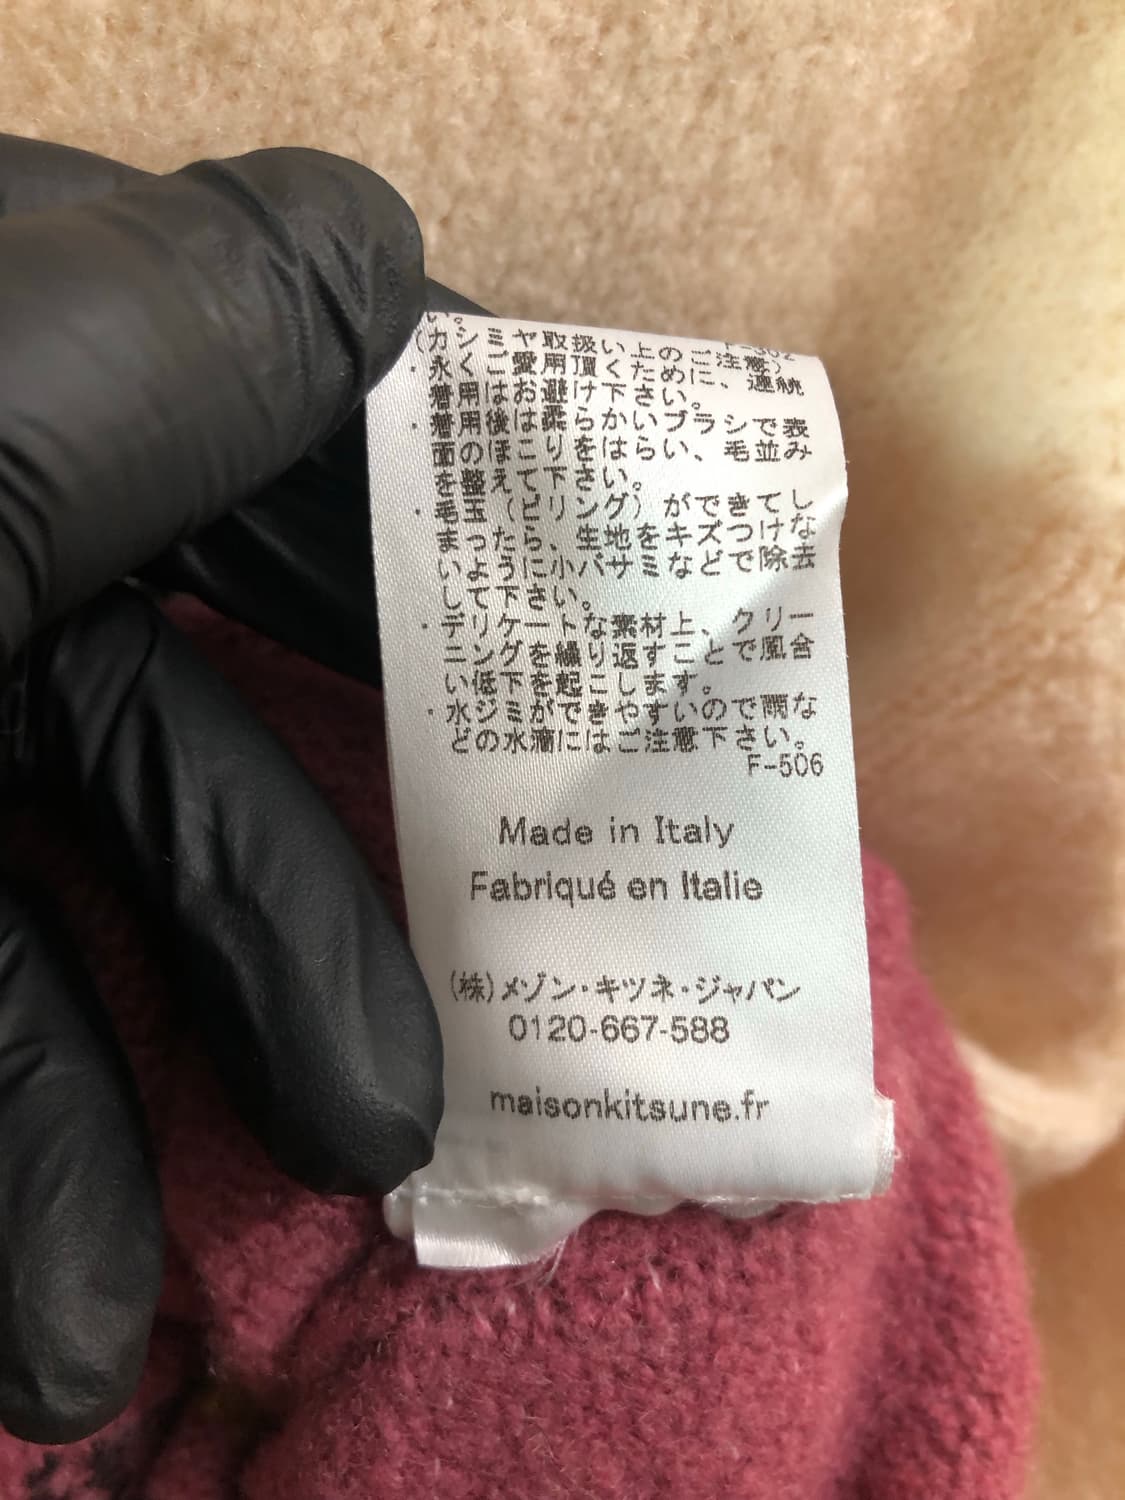 い。
F-302
(カシミヤ取扱い上のご注意)
・永くご愛用頂くために、連続
着用はお避け下さい。
・着用後は柔らかいブラシで表
面のほこりをはらい、毛並み
を整えて下さい。
・毛玉(ピリング)ができてし
まったら、生地をキズつけな
いように小バサミなどで除去
して下さい。
・デリケートな素材上、クリー
ニングを繰り返すことで風合
い低下を起こします。
・水ジミができやすいので雨な
どの水滴にはご注意下さい。
F-506
Made in Italy
Fabriqué en Italie
(株)メゾン・キツネ・ジャパン
0120-667-588
maisonkitsune.fr